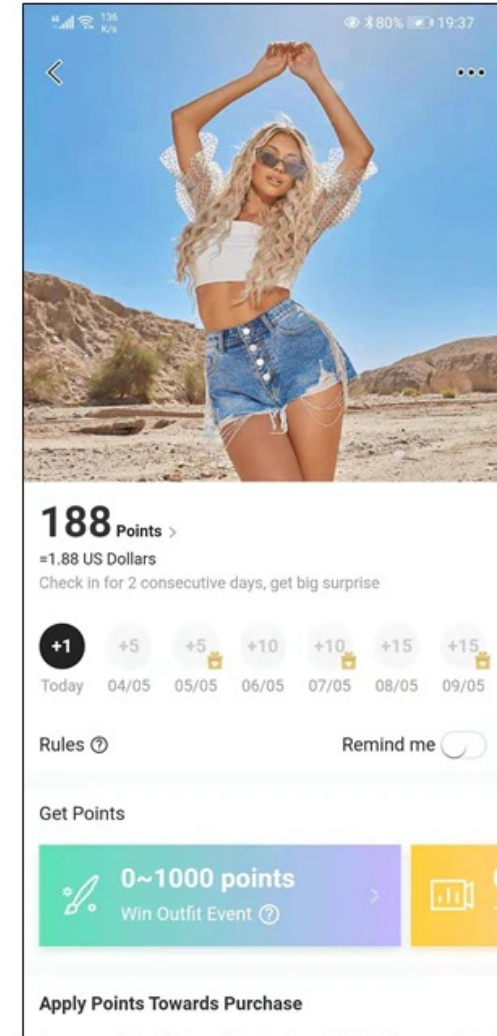 136
K/s
80% 19:37
188 Points >
=1.88 US Dollars
Check in for 2 consecutive days, get big surprise
+1 +5 +5 +10 +10 +15 +15
Today 04/05 05/05 06/05 07/05 08/05 09/05
Rules ? Remind me
Get Points
0~1000 points
Win Outfit Event ?
Apply Points Towards Purchase